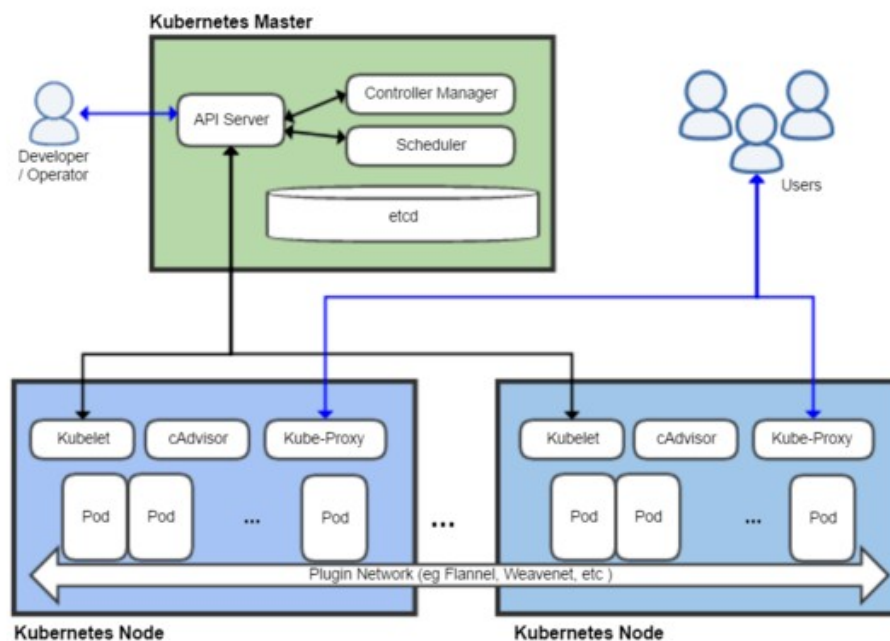 Kubernetes Master
API Server
Controller Manager
Scheduler
etcd
Developer
/ Operator
Users
Kubelet
cAdvisor
Kube-Proxy
Pod
Pod
...
Pod
...
Kubelet
cAdvisor
Kube-Proxy
Pod
Pod
...
Pod
Plugin Network (eg Flannel, Weavenet, etc )
Kubernetes Node
Kubernetes Node